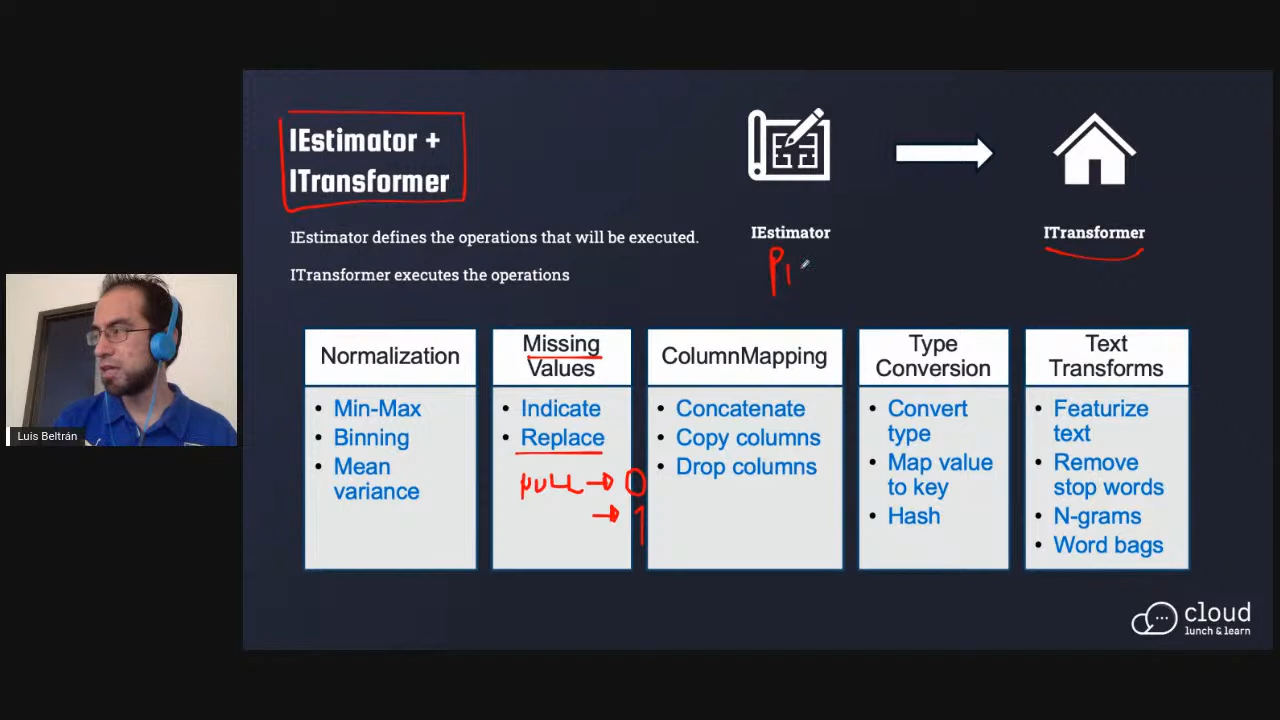 IEstimator +
ITransformer
IEstimator defines the operations that will be executed.
ITransformer executes the operations
IEstimator
ITransformer
Luis Beltrán
Normalization
• Min-Max
• Binning
• Mean
variance
Missing
Values
• Indicate
• Replace
NULL → 0
→ 1
ColumnMapping
• Concatenate
• Copy columns
• Drop columns
Type
Conversion
• Convert
type
• Map value
to key
• Hash
Text
Transforms
• Featurize
text
• Remove
stop words
• N-grams
• Word bags
cloud
lunch & learn